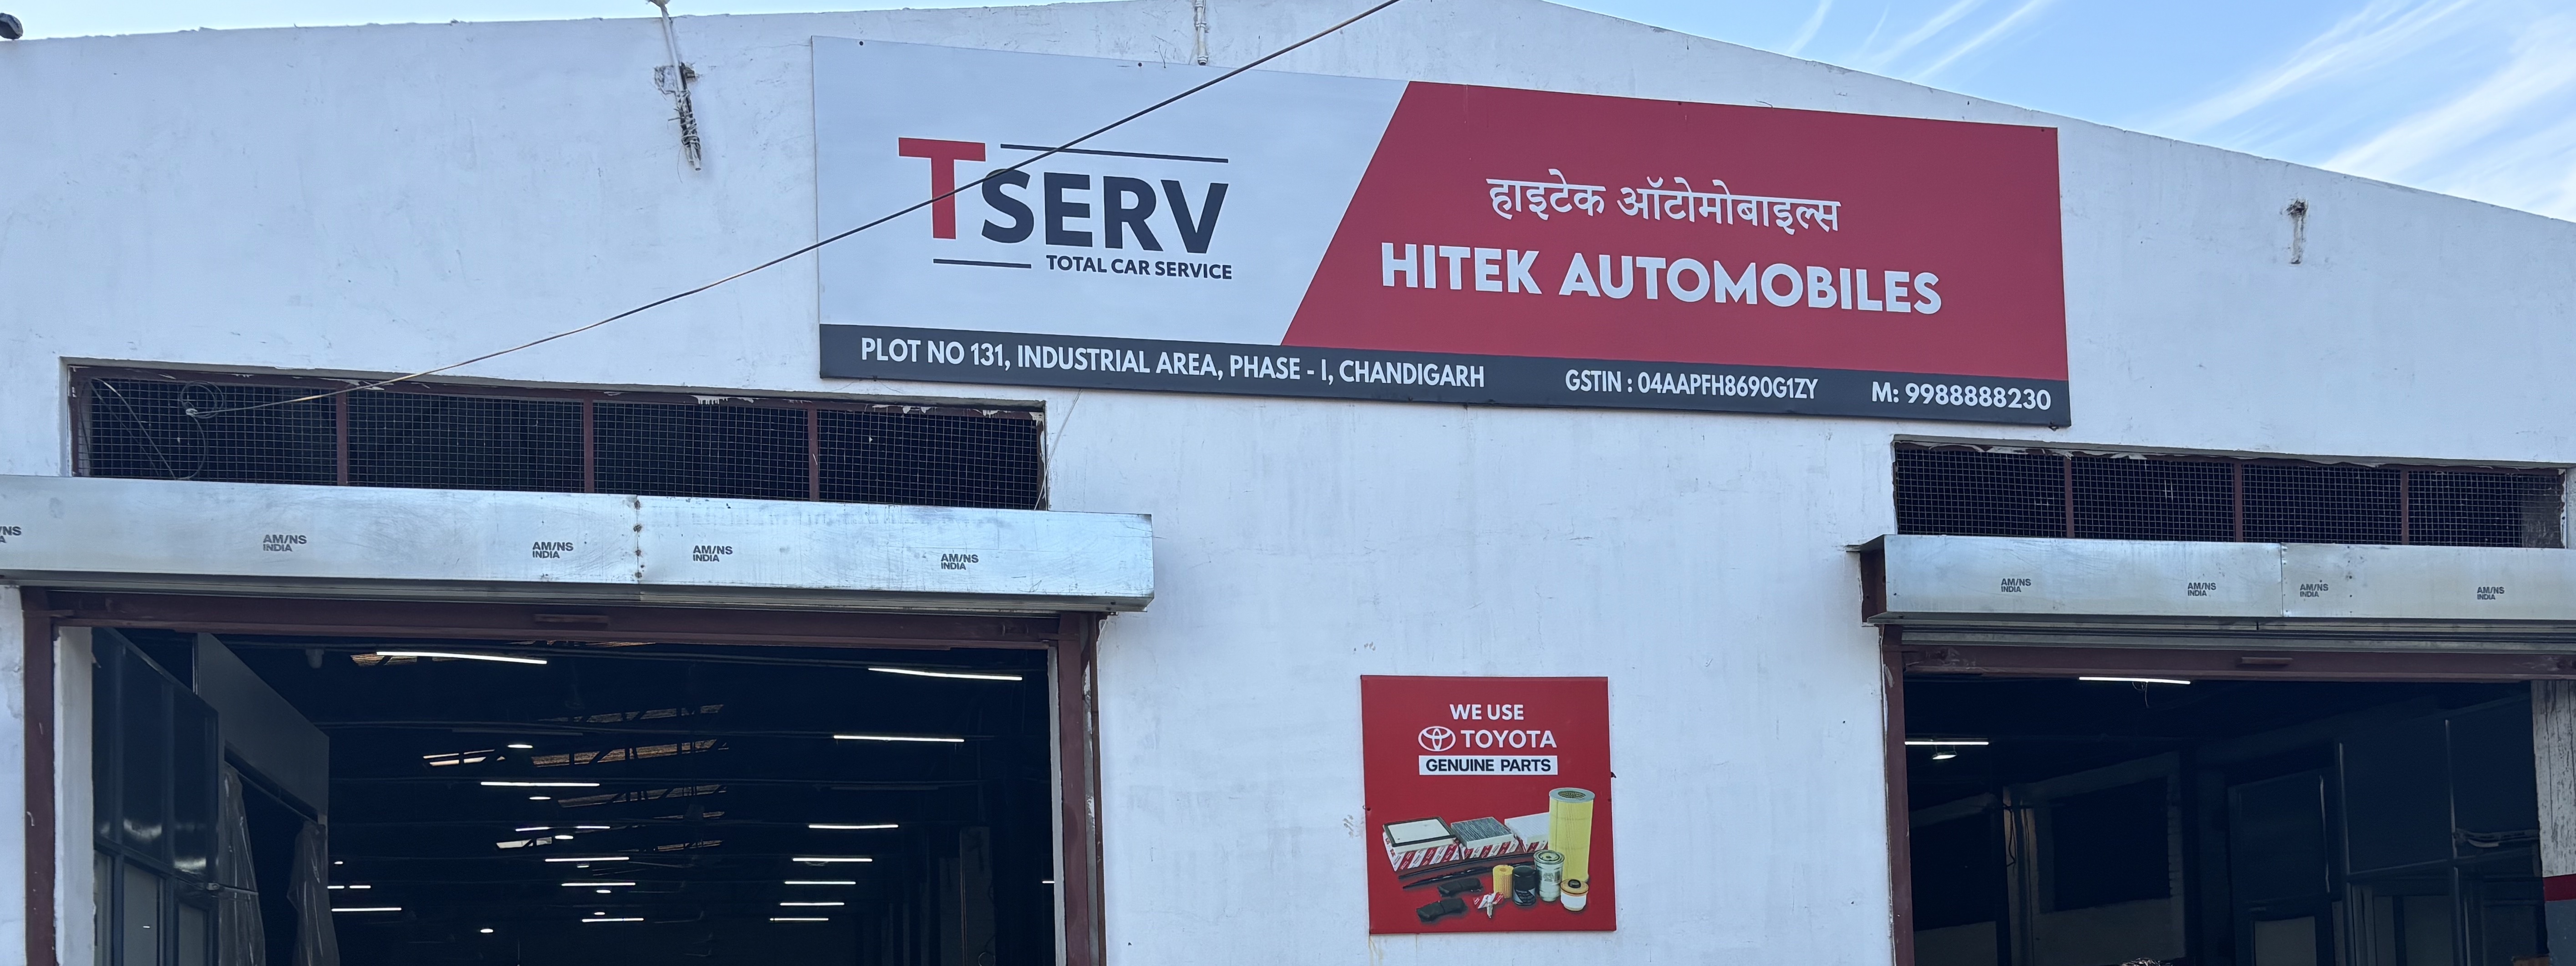 TSERV
TOTAL CAR SERVICE
हाइटेक ऑटोमोबाइल्स
HITEK AUTOMOBILES
PLOT NO 131, INDUSTRIAL AREA, PHASE - I, CHANDIGARH GSTIN : 04AAPFH8690G1ZY M: 9988888230
AM/NS
INDIA
AM/NS
INDIA
AM/NS
INDIA
AM/NS
INDIA
AM/NS
INDIA
AM/NS
INDIA
AM/NS
INDIA
AM/NS
INDIA
WE USE
TOYOTA
GENUINE PARTS